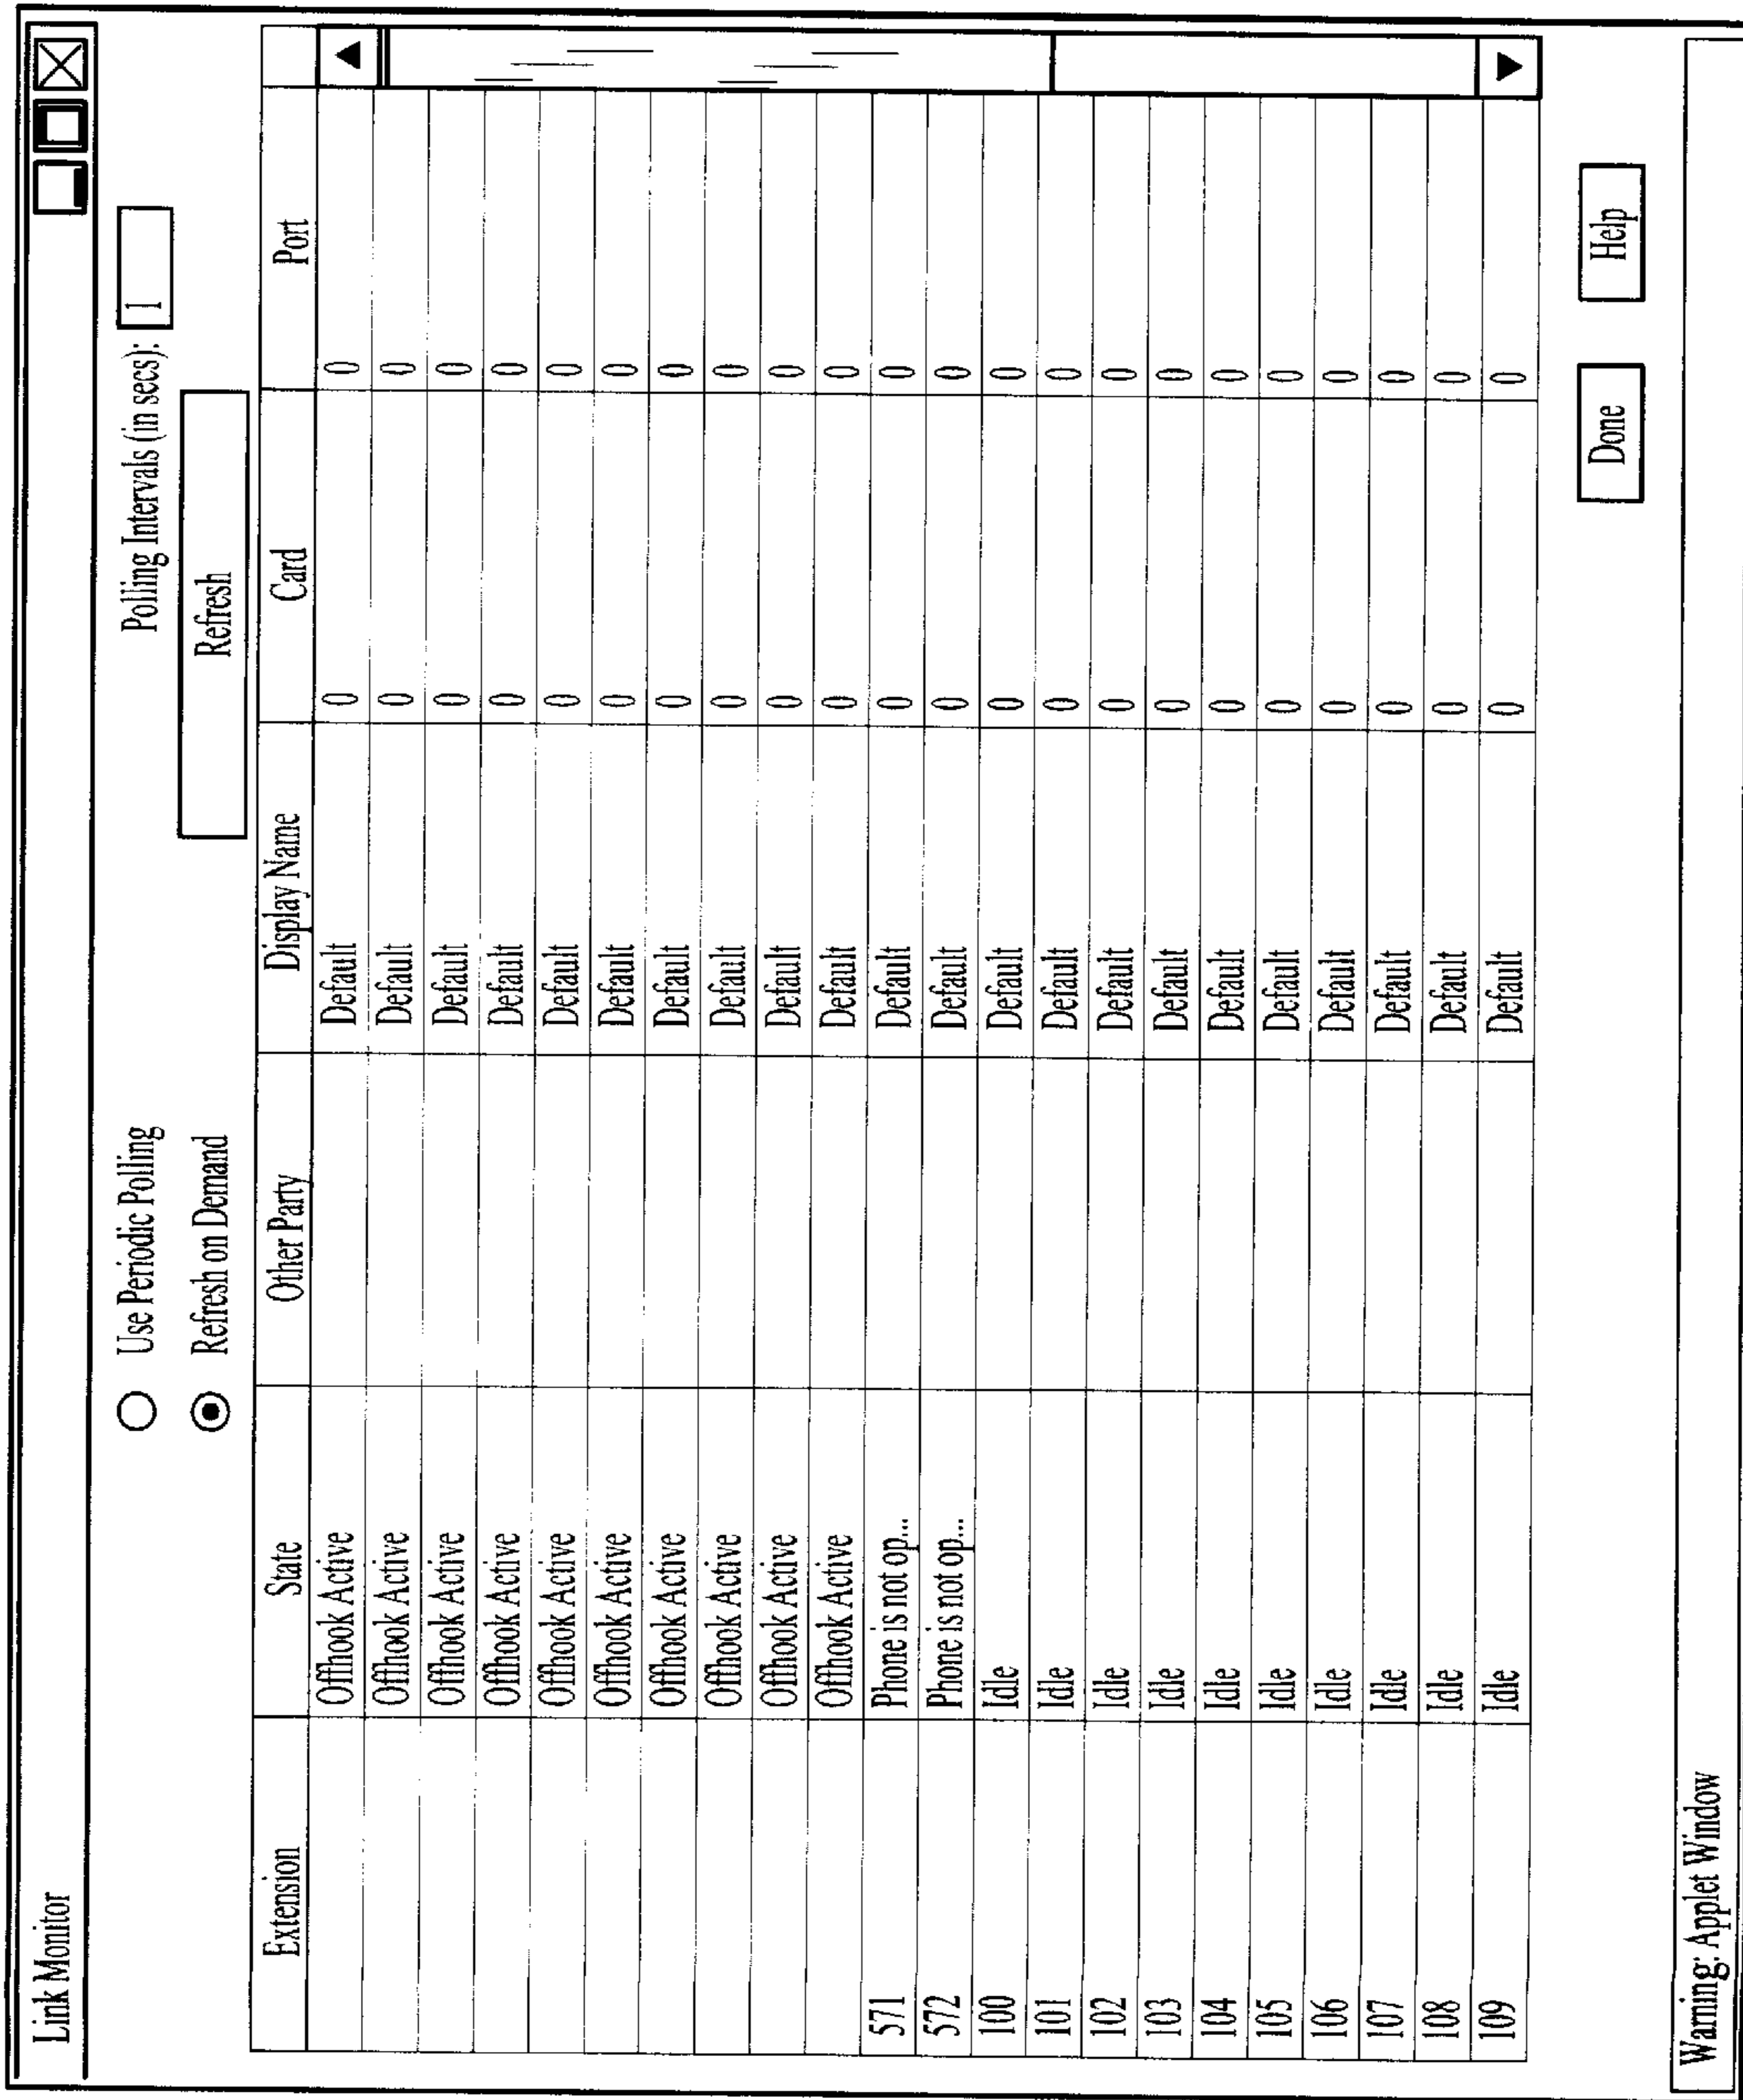 Link Monitor
Use Periodic Polling Polling Intervals (in secs): 1
Refresh on Demand Refresh
Extension State Other Party Display Name Card Port
Offhook Active Default 0 0
Offhook Active Default 0 0
Offhook Active Default 0 0
Offhook Active Default 0 0
Offhook Active Default 0 0
Offhook Active Default 0 0
Offhook Active Default 0 0
Offhook Active Default 0 0
Offhook Active Default 0 0
Offhook Active Default 0 0
571 Phone is not op... Default 0 0
572 Phone is not op... Default 0 0
100 Idle Default 0 0
101 Idle Default 0 0
102 Idle Default 0 0
103 Idle Default 0 0
104 Idle Default 0 0
105 Idle Default 0 0
106 Idle Default 0 0
107 Idle Default 0 0
108 Idle Default 0 0
109 Idle Default 0 0
Done Help
Warning: Applet Window